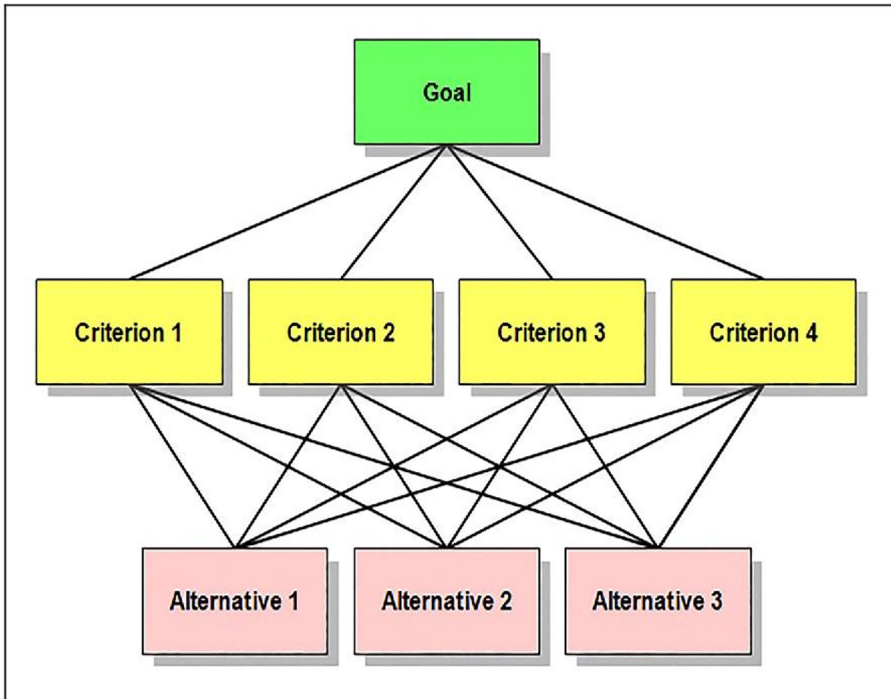 Goal
Criterion 1
Criterion 2
Criterion 3
Criterion 4
Alternative 1
Alternative 2
Alternative 3